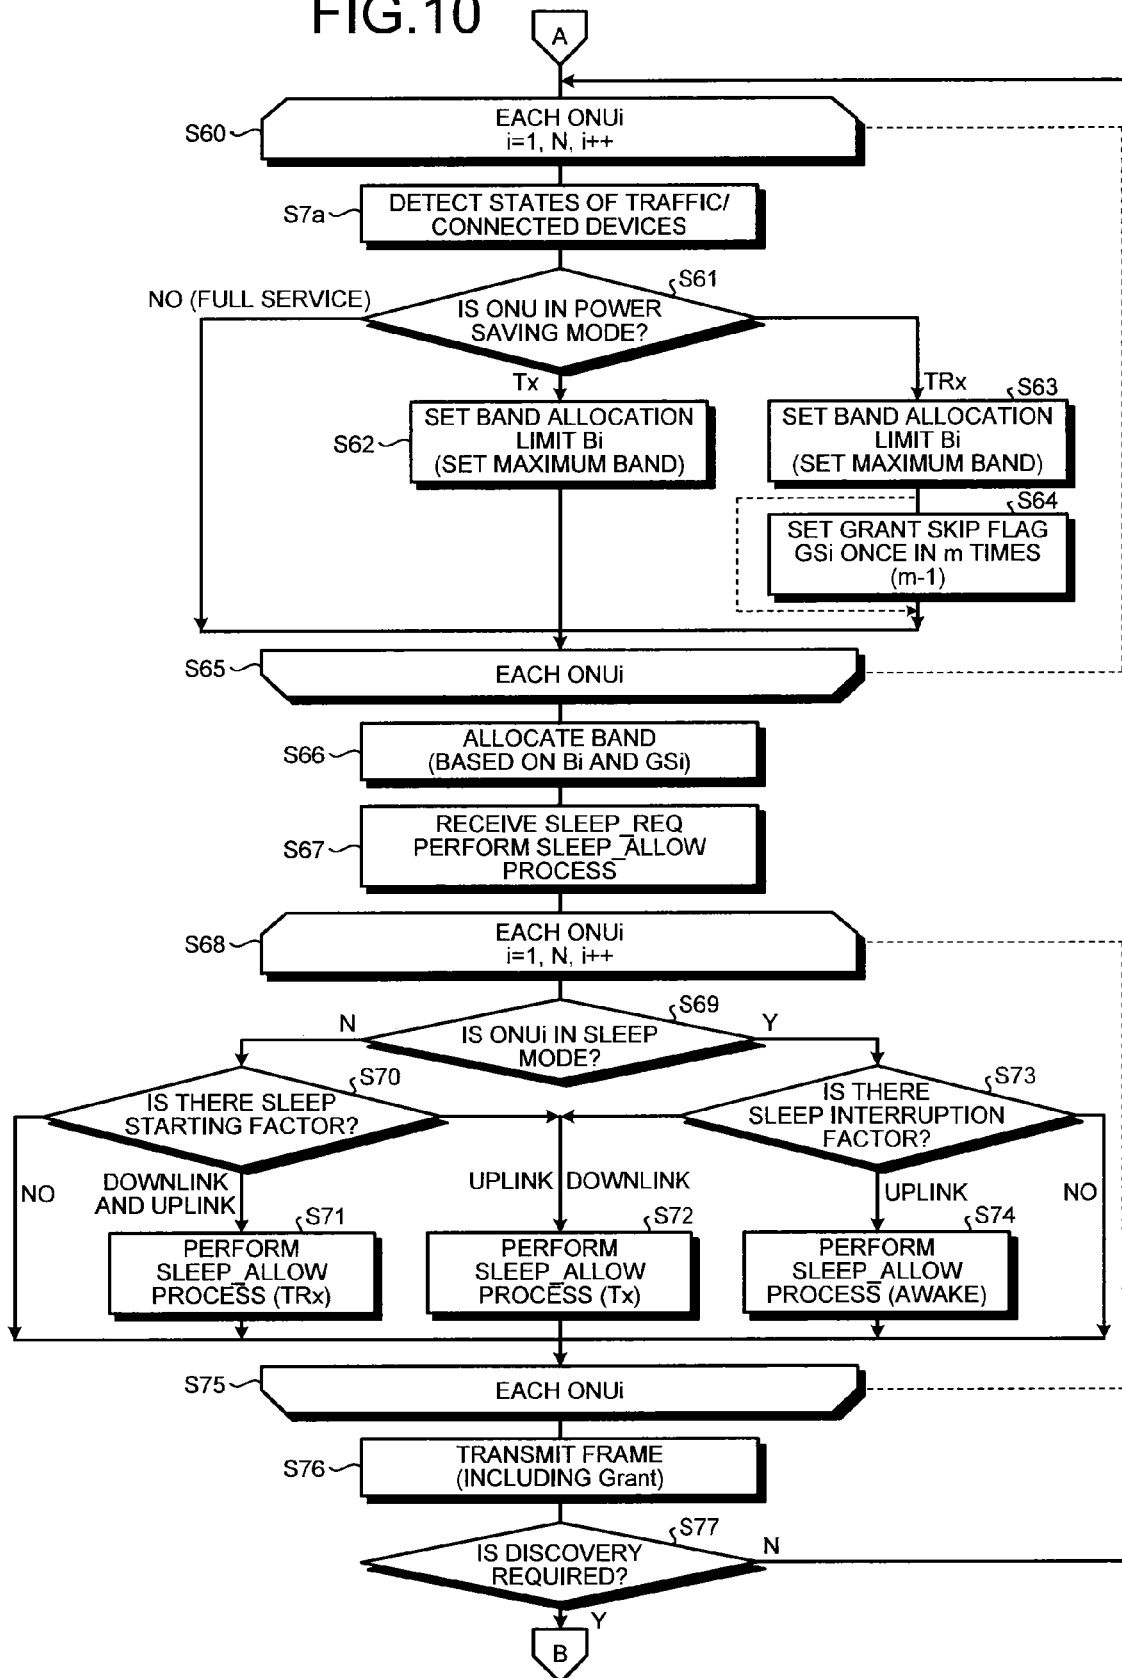 FIG.10
A
S60
EACH ONUi
i=1, N, i++
S7a
DETECT STATES OF TRAFFIC/
CONNECTED DEVICES
S61
NO (FULL SERVICE)
IS ONU IN POWER
SAVING MODE?
Tx
TRx
S62
SET BAND ALLOCATION
LIMIT Bi
(SET MAXIMUM BAND)
S63
SET BAND ALLOCATION
LIMIT Bi
(SET MAXIMUM BAND)
S64
SET GRANT SKIP FLAG
GSi ONCE IN m TIMES
(m-1)
S65
EACH ONUi
S66
ALLOCATE BAND
(BASED ON Bi AND GSi)
S67
RECEIVE SLEEP_REQ
PERFORM SLEEP_ALLOW
PROCESS
S68
EACH ONUi
i=1, N, i++
S69
N
IS ONUi IN SLEEP
MODE?
Y
S70
IS THERE SLEEP
STARTING FACTOR?
S73
IS THERE
SLEEP INTERRUPTION
FACTOR?
NO
DOWNLINK
AND UPLINK
UPLINK
DOWNLINK
UPLINK
NO
S71
PERFORM
SLEEP_ALLOW
PROCESS (TRx)
S72
PERFORM
SLEEP_ALLOW
PROCESS (Tx)
S74
PERFORM
SLEEP_ALLOW
PROCESS (AWAKE)
S75
EACH ONUi
S76
TRANSMIT FRAME
(INCLUDING Grant)
S77
IS DISCOVERY
REQUIRED?
N
Y
B